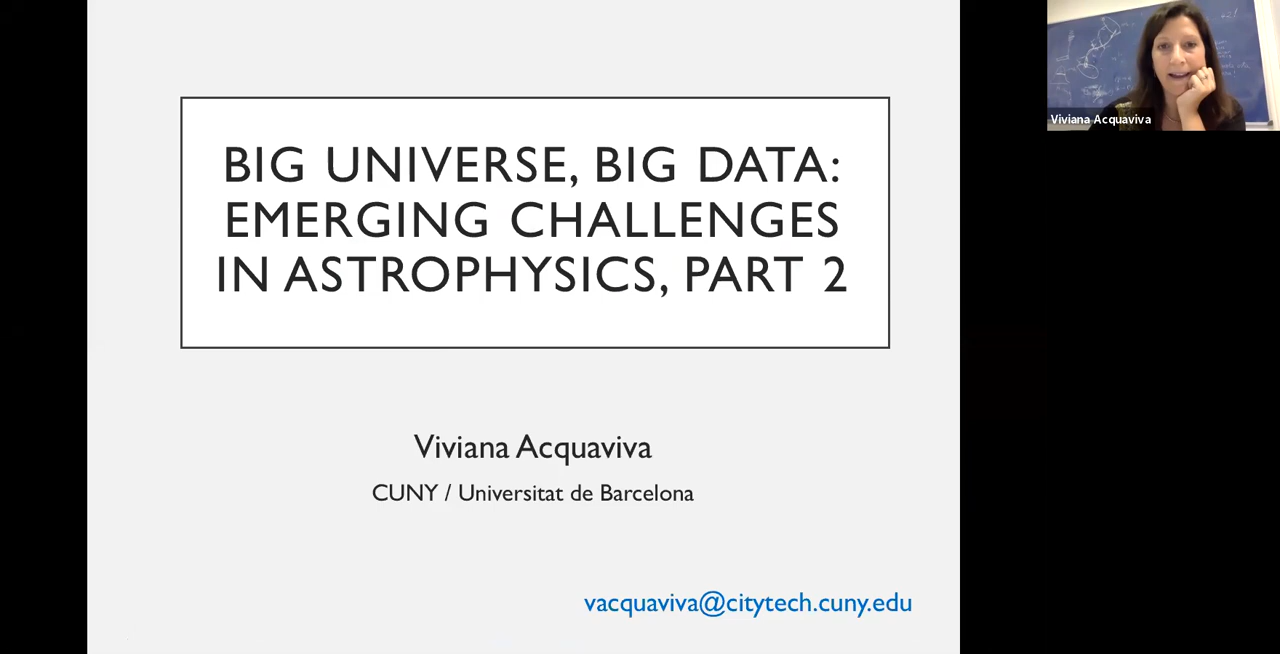 BIG UNIVERSE, BIG DATA:
EMERGING CHALLENGES
IN ASTROPHYSICS, PART 2
Viviana Acquaviva
CUNY / Universitat de Barcelona
vacquaviva@citytech.cuny.edu
Viviana Acquaviva